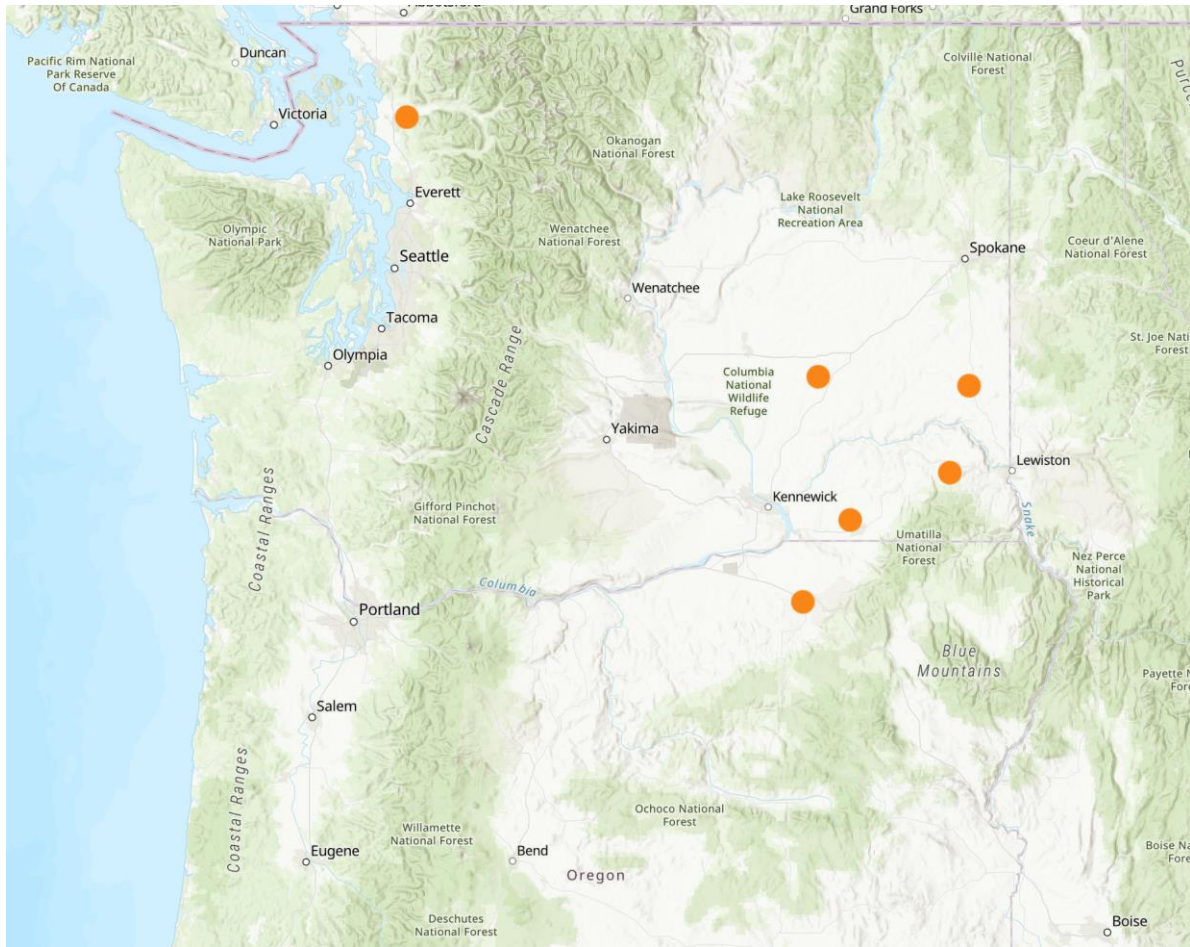 Abbotsford
Grand Forks
Duncan
Pacific Rim National
Park Reserve
Of Canada
Colville National
Forest
Victoria
Okanogan
National Forest
Everett
Lake Roosevelt
National
Recreation Area
Olympic
National Park
Wenatchee
National Forest
Spokane
Coeur d'Alene
National Forest
Seattle
Wenatchee
Tacoma
St. Joe Nati
Forest
Olympia
Cascade Range
Columbia
National
Wildlife
Refuge
Yakima
Lewiston
Kennewick
Gifford Pinchot
National Forest
Coastal Ranges
Snake
Umatilla
National
Forest
Nez Perce
National
Historical
Park
Columbia
Portland
Blue
Mountains
Payette N
Fore
Salem
Coastal Ranges
Ochoco National
Forest
Willamette
National Forest
Eugene
Bend
Oregon
Boise Na
Fore
Deschutes
National Forest
Boise